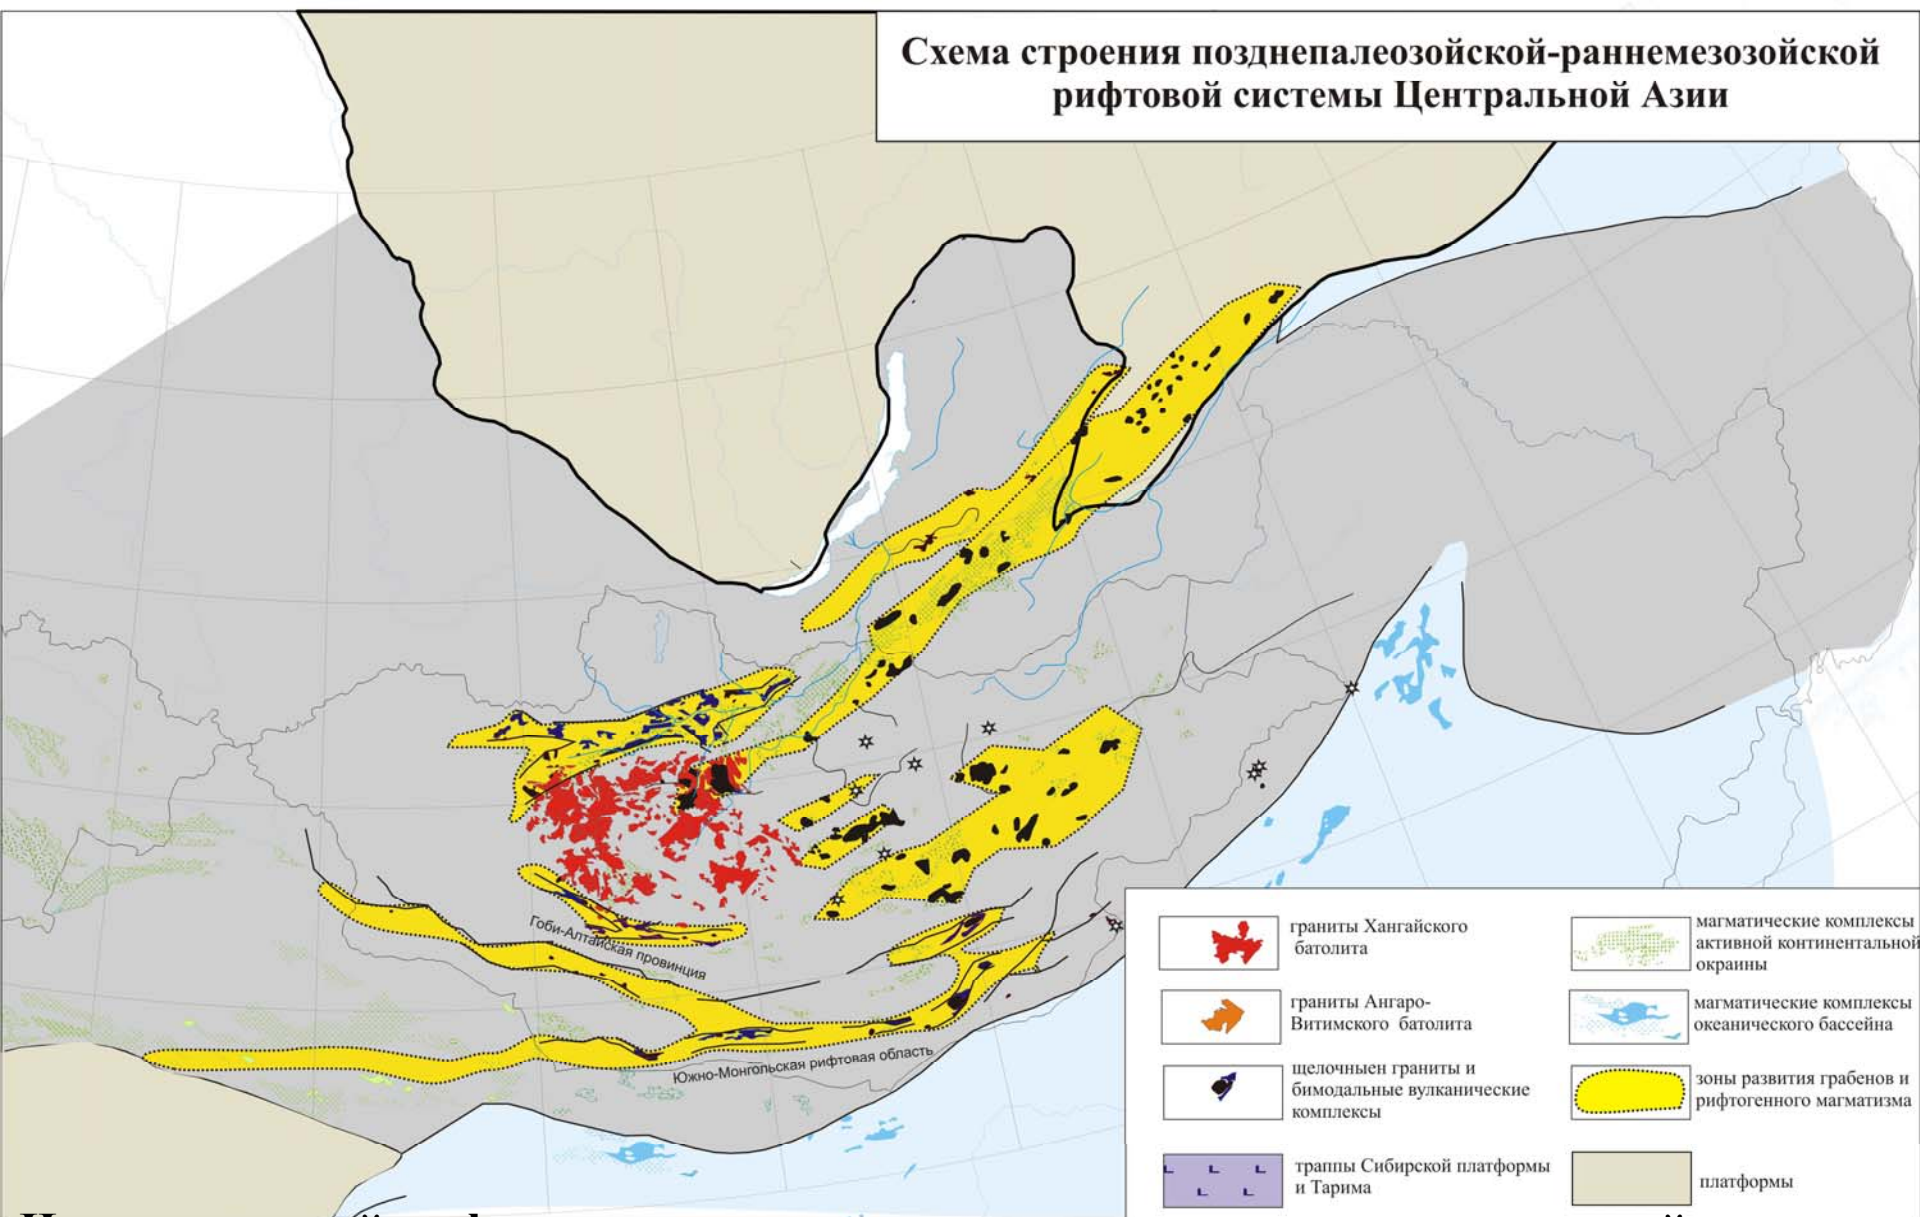 Схема строения позднепалеозойской-раннемезозойской
рифтовой системы Центральной Азии
Гоби-Алтайская провинция
Южно-Монгольская рифтовая область
граниты Хангайского
батолита
граниты Ангаро-
Витимского батолита
щелочныен граниты и
бимодальные вулканические
комплексы
траппы Сибирской платформы
и Тарима
магматические комплексы
активной континентальной
окраины
магматические комплексы
океанического бассейна
зоны развития грабенов и
рифтогенного магматизма
платформы